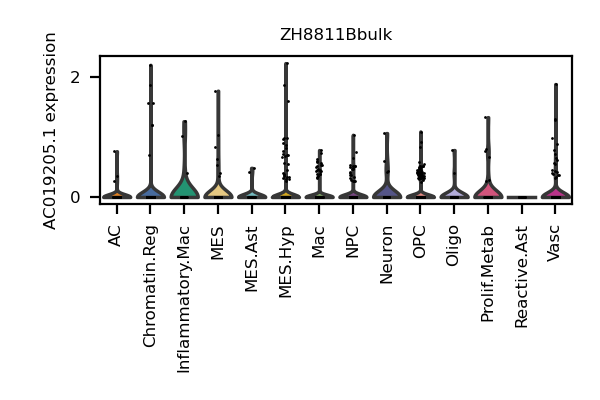 ZH8811Bbulk
AC019205.1 expression
2
0
AC
Chromatin.Reg
Inflammatory.Mac
MES
MES.Ast
MES.Hyp
Mac
NPC
Neuron
OPC
Oligo
Prolif.Metab
Reactive.Ast
Vasc